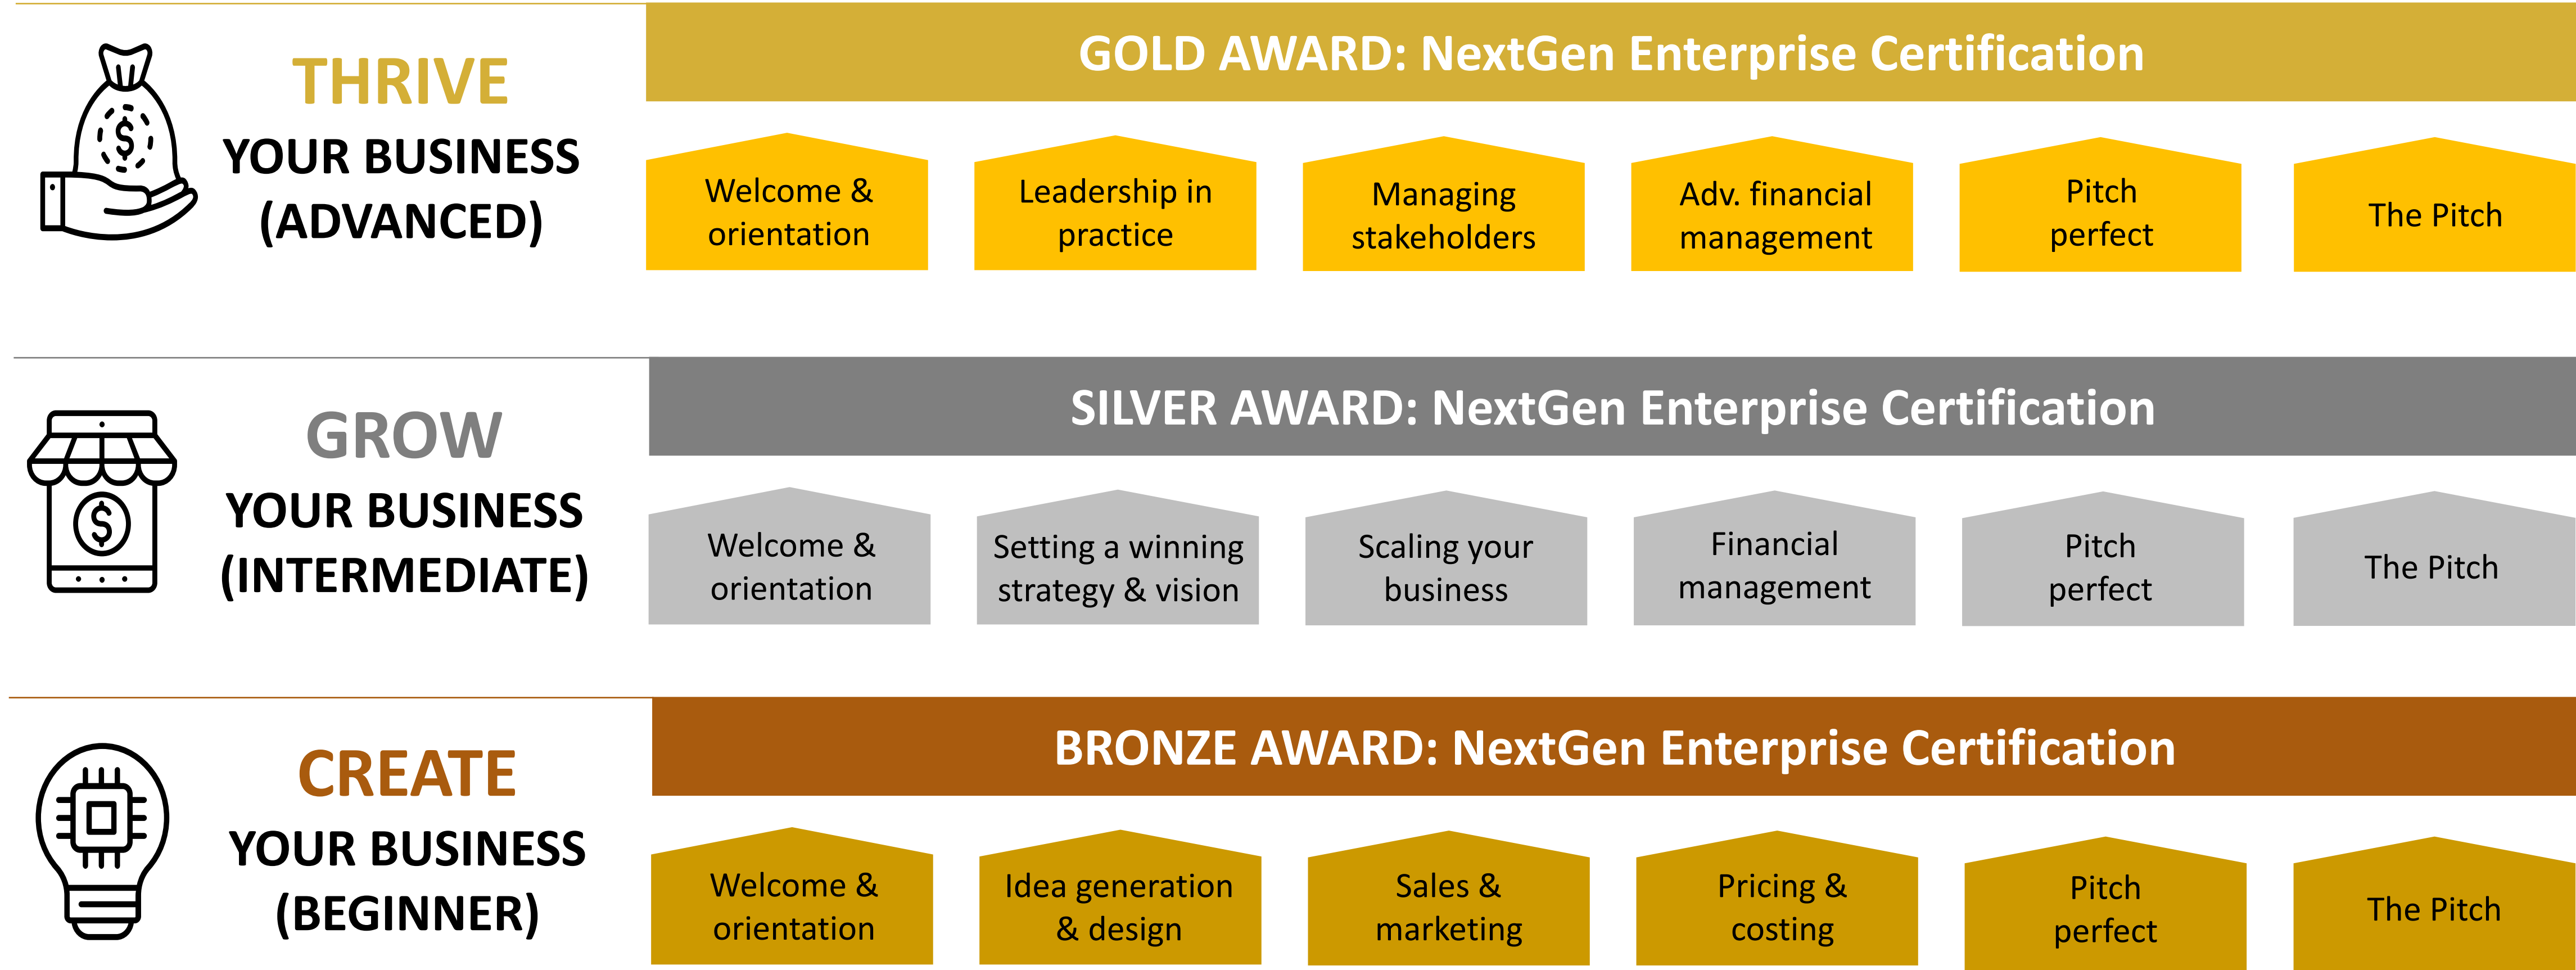 THRIVE
YOUR BUSINESS
(ADVANCED)
GOLD AWARD: NextGen Enterprise Certification
Welcome &
orientation
Leadership in
practice
Managing
stakeholders
Adv. financial
management
Pitch
perfect
The Pitch
GROW
YOUR BUSINESS
(INTERMEDIATE)
SILVER AWARD: NextGen Enterprise Certification
Welcome &
orientation
Setting a winning
strategy & vision
Scaling your
business
Financial
management
Pitch
perfect
The Pitch
CREATE
YOUR BUSINESS
(BEGINNER)
BRONZE AWARD: NextGen Enterprise Certification
Welcome &
orientation
Idea generation
& design
Sales &
marketing
Pricing &
costing
Pitch
perfect
The Pitch